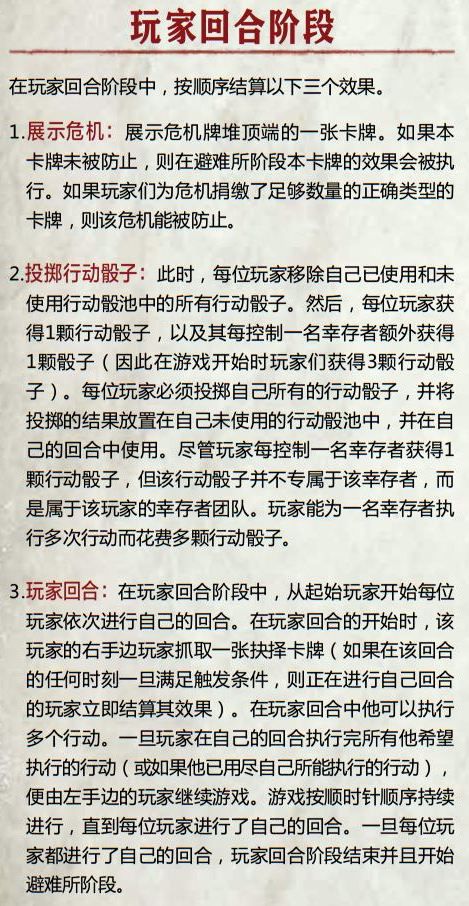 玩家回合阶段
在玩家回合阶段中，按顺序结算以下三个效果。
1.展示危机：展示危机牌堆顶端的一张卡牌。如果本
卡牌未被防止，则在避难所阶段本卡牌的效果会被执
行。如果玩家们为危机捐缴了足够数量的正确类型的
卡牌，则该危机能被防止。
2.投掷行动骰子：此时，每位玩家移除自己已使用和未
使用行动骰池中的所有行动骰子。然后，每位玩家获
得1颗行动骰子，以及其每控制一名幸存者额外获得
1颗骰子（因此在游戏开始时玩家们获得3颗行动骰
子）。每位玩家必须投掷自己所有的行动骰子，并将
投掷的结果放置在自己未使用的行动骰池中，并在自
己的回合中使用。尽管玩家每控制一名幸存者获得1
颗行动骰子，但该行动骰子并不专属于该幸存者，而
是属于该玩家的幸存者团队。玩家能为一名幸存者执
行多次行动而花费多颗行动骰子。
3.玩家回合：在玩家回合阶段中，从起始玩家开始每位
玩家依次进行自己的回合。在玩家回合的开始时，该
玩家的右手边玩家抓取一张抉择卡牌（如果在该回合
的任何时刻一旦满足触发条件，则正在进行自己回合
的玩家立即结算其效果）。在玩家回合中他可以执行
多个行动。一旦玩家在自己的回合执行完所有他希望
执行的行动（或如果他已用尽自己所能执行的行动），
便由左手边的玩家继续游戏。游戏按顺时针顺序持续
进行，直到每位玩家进行了自己的回合。一旦每位玩
家都进行了自己的回合，玩家回合阶段结束并且开始
避难所阶段。